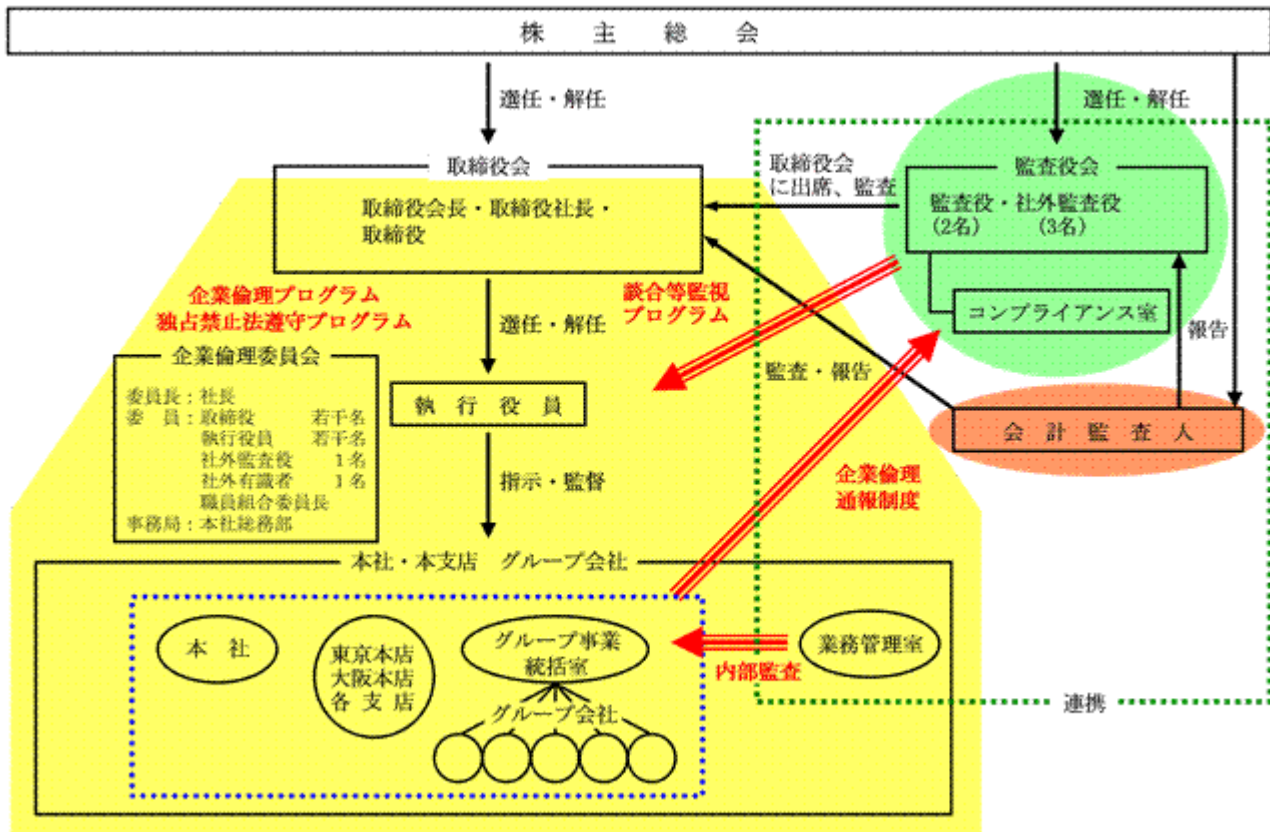 株主総会
選任・解任
選任・解任
取締役会
取締役会長・取締役社長・
取締役
取締役会
に出席、監査
監査役会
監査役・社外監査役
(2名) (3名)
コンプライアンス室
報告
企業倫理プログラム
独占禁止法遵守プログラム
談合等監視
プログラム
選任・解任
監査・報告
企業倫理委員会
委員長：社長
委　員：取締役　若干名
執行役員　若干名
社外監査役　1名
社外有識者　1名
職員組合委員長
事務局：本社総務部
執行役員
会計監査人
指示・監督
企業倫理
通報制度
本社・本支店　グループ会社
本社
東京本店
大阪本店
各支店
グループ事業
統括室
グループ会社
内部監査
業務管理室
連携